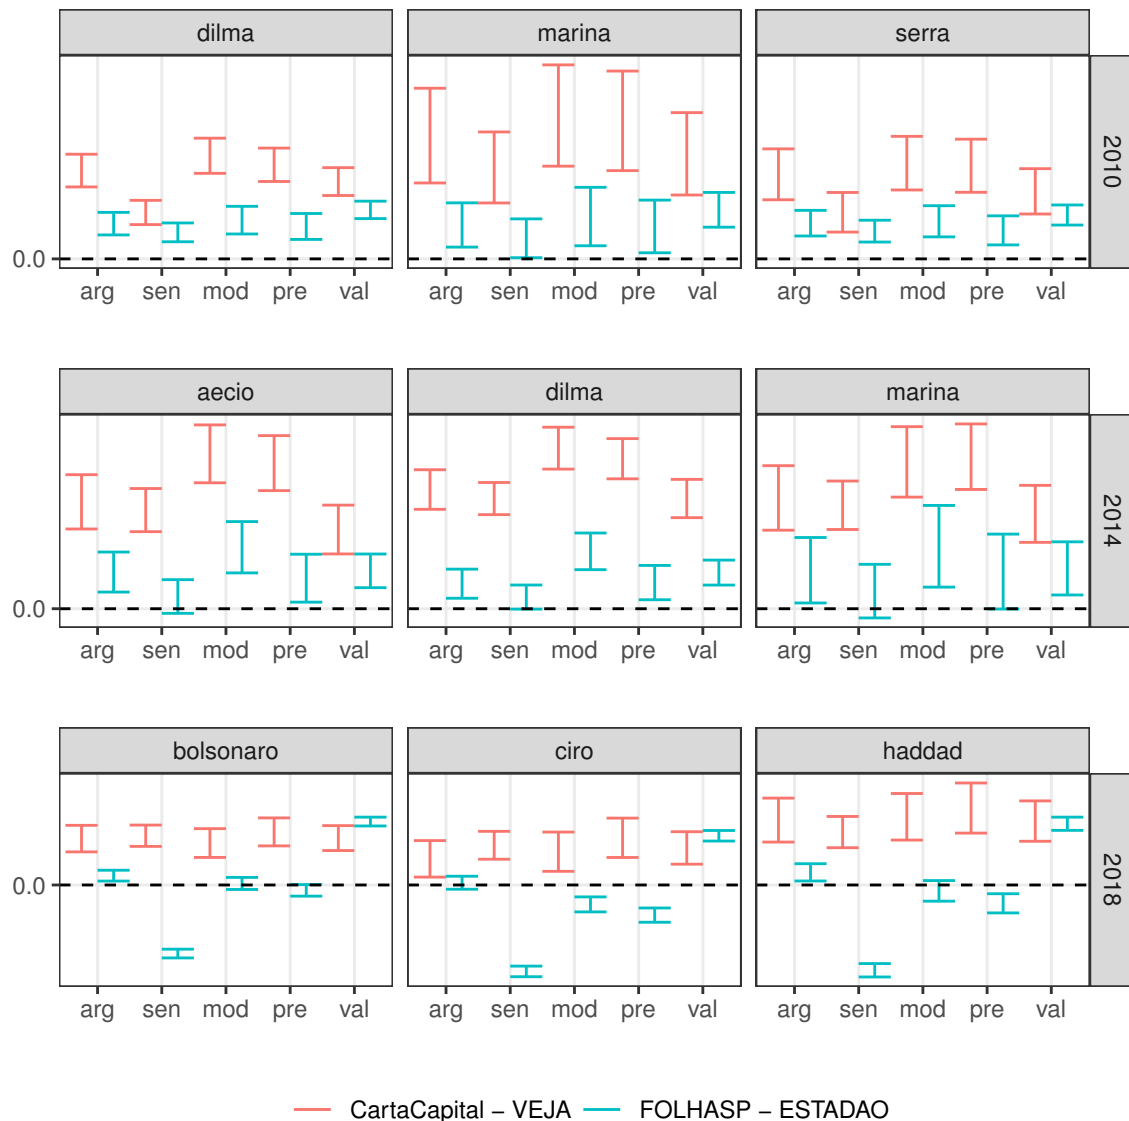 dilma marina serra
2010
0.0
arg sen mod pre val arg sen mod pre val arg sen mod pre val
aecio dilma marina
2014
0.0
arg sen mod pre val arg sen mod pre val arg sen mod pre val
bolsonaro ciro haddad
2018
0.0
arg sen mod pre val arg sen mod pre val arg sen mod pre val
CartaCapital − VEJA FOLHASP − ESTADAO